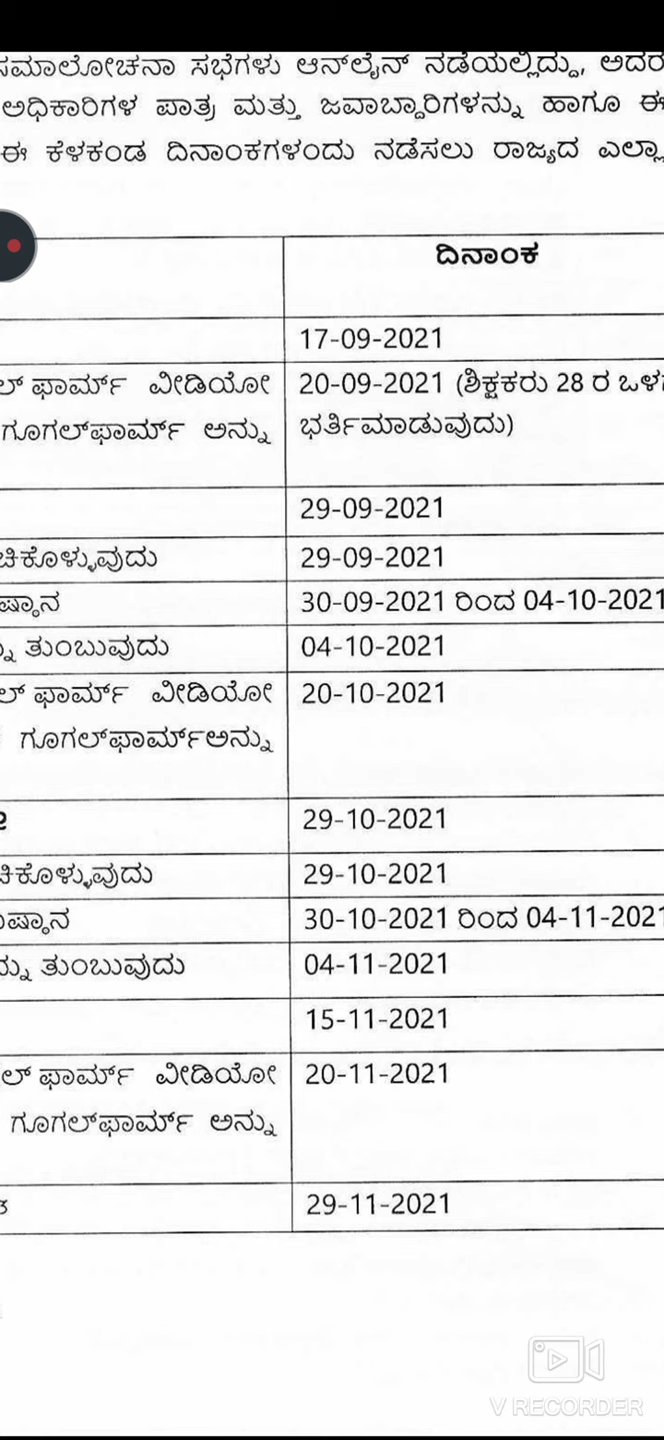 ಸಮಾಲೋಚನಾ ಸಭೆಗಳು ಆನ್‌ಲೈನ್ ನಡೆಯಲ್ಲಿದ್ದು, ಅದರ
ಅಧಿಕಾರಿಗಳ ಪಾತ್ರ ಮತ್ತು ಜವಾಬ್ದಾರಿಗಳನ್ನು ಹಾಗೂ ಈ
ಈ ಕೆಳಕಂಡ ದಿನಾಂಕಗಳಂದು ನಡೆಸಲು ರಾಜ್ಯದ ಎಲ್ಲಾ
ದಿನಾಂಕ
17-09-2021
ಲ್ ಫಾರ್ಮ್ ವೀಡಿಯೋ 20-09-2021 (ಶಿಕ್ಷಕರು 28 ರ ಒಳ
ಗೂಗಲ್‌ಫಾರ್ಮ್ ಅನ್ನು ಭರ್ತಿಮಾಡುವುದು)
29-09-2021
ಚಿಕೊಳ್ಳುವುದು 29-09-2021
ಷ್ಠಾನ 30-09-2021 ರಿಂದ 04-10-2021
ತುಂಬುವುದು 04-10-2021
ಲ್ ಫಾರ್ಮ್ ವೀಡಿಯೋ 20-10-2021
ಗೂಗಲ್‌ಫಾರ್ಮ್‌ಅನ್ನು
29-10-2021
ಚಿಕೊಳ್ಳುವುದು 29-10-2021
ಷ್ಠಾನ 30-10-2021 ರಿಂದ 04-11-2021
ತುಂಬುವುದು 04-11-2021
15-11-2021
ಲ್ ಫಾರ್ಮ್ ವೀಡಿಯೋ 20-11-2021
ಗೂಗಲ್‌ಫಾರ್ಮ್ ಅನ್ನು
29-11-2021
V RECORDER